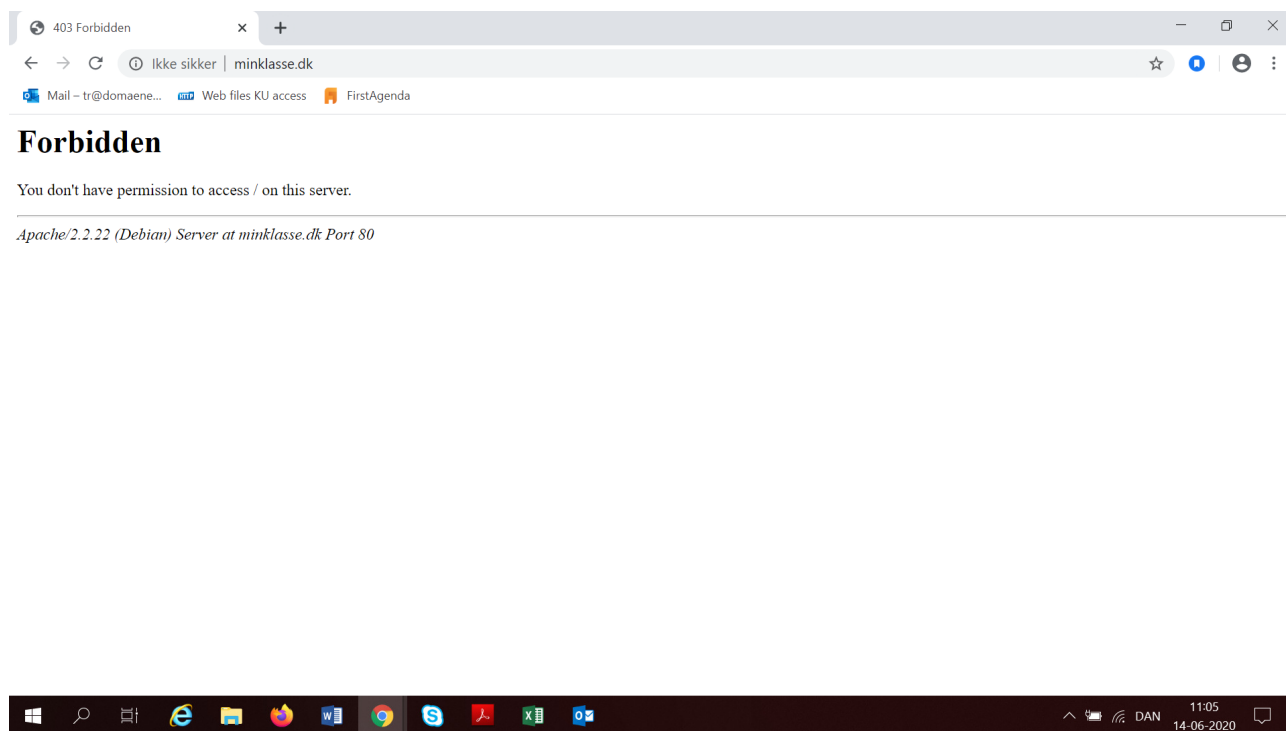 403 Forbidden
Ikke sikker | minklasse.dk
Mail – tr@domaene... Web files KU access FirstAgenda
Forbidden
You don't have permission to access / on this server.
Apache/2.2.22 (Debian) Server at minklasse.dk Port 80
DAN
11:05
14-06-2020